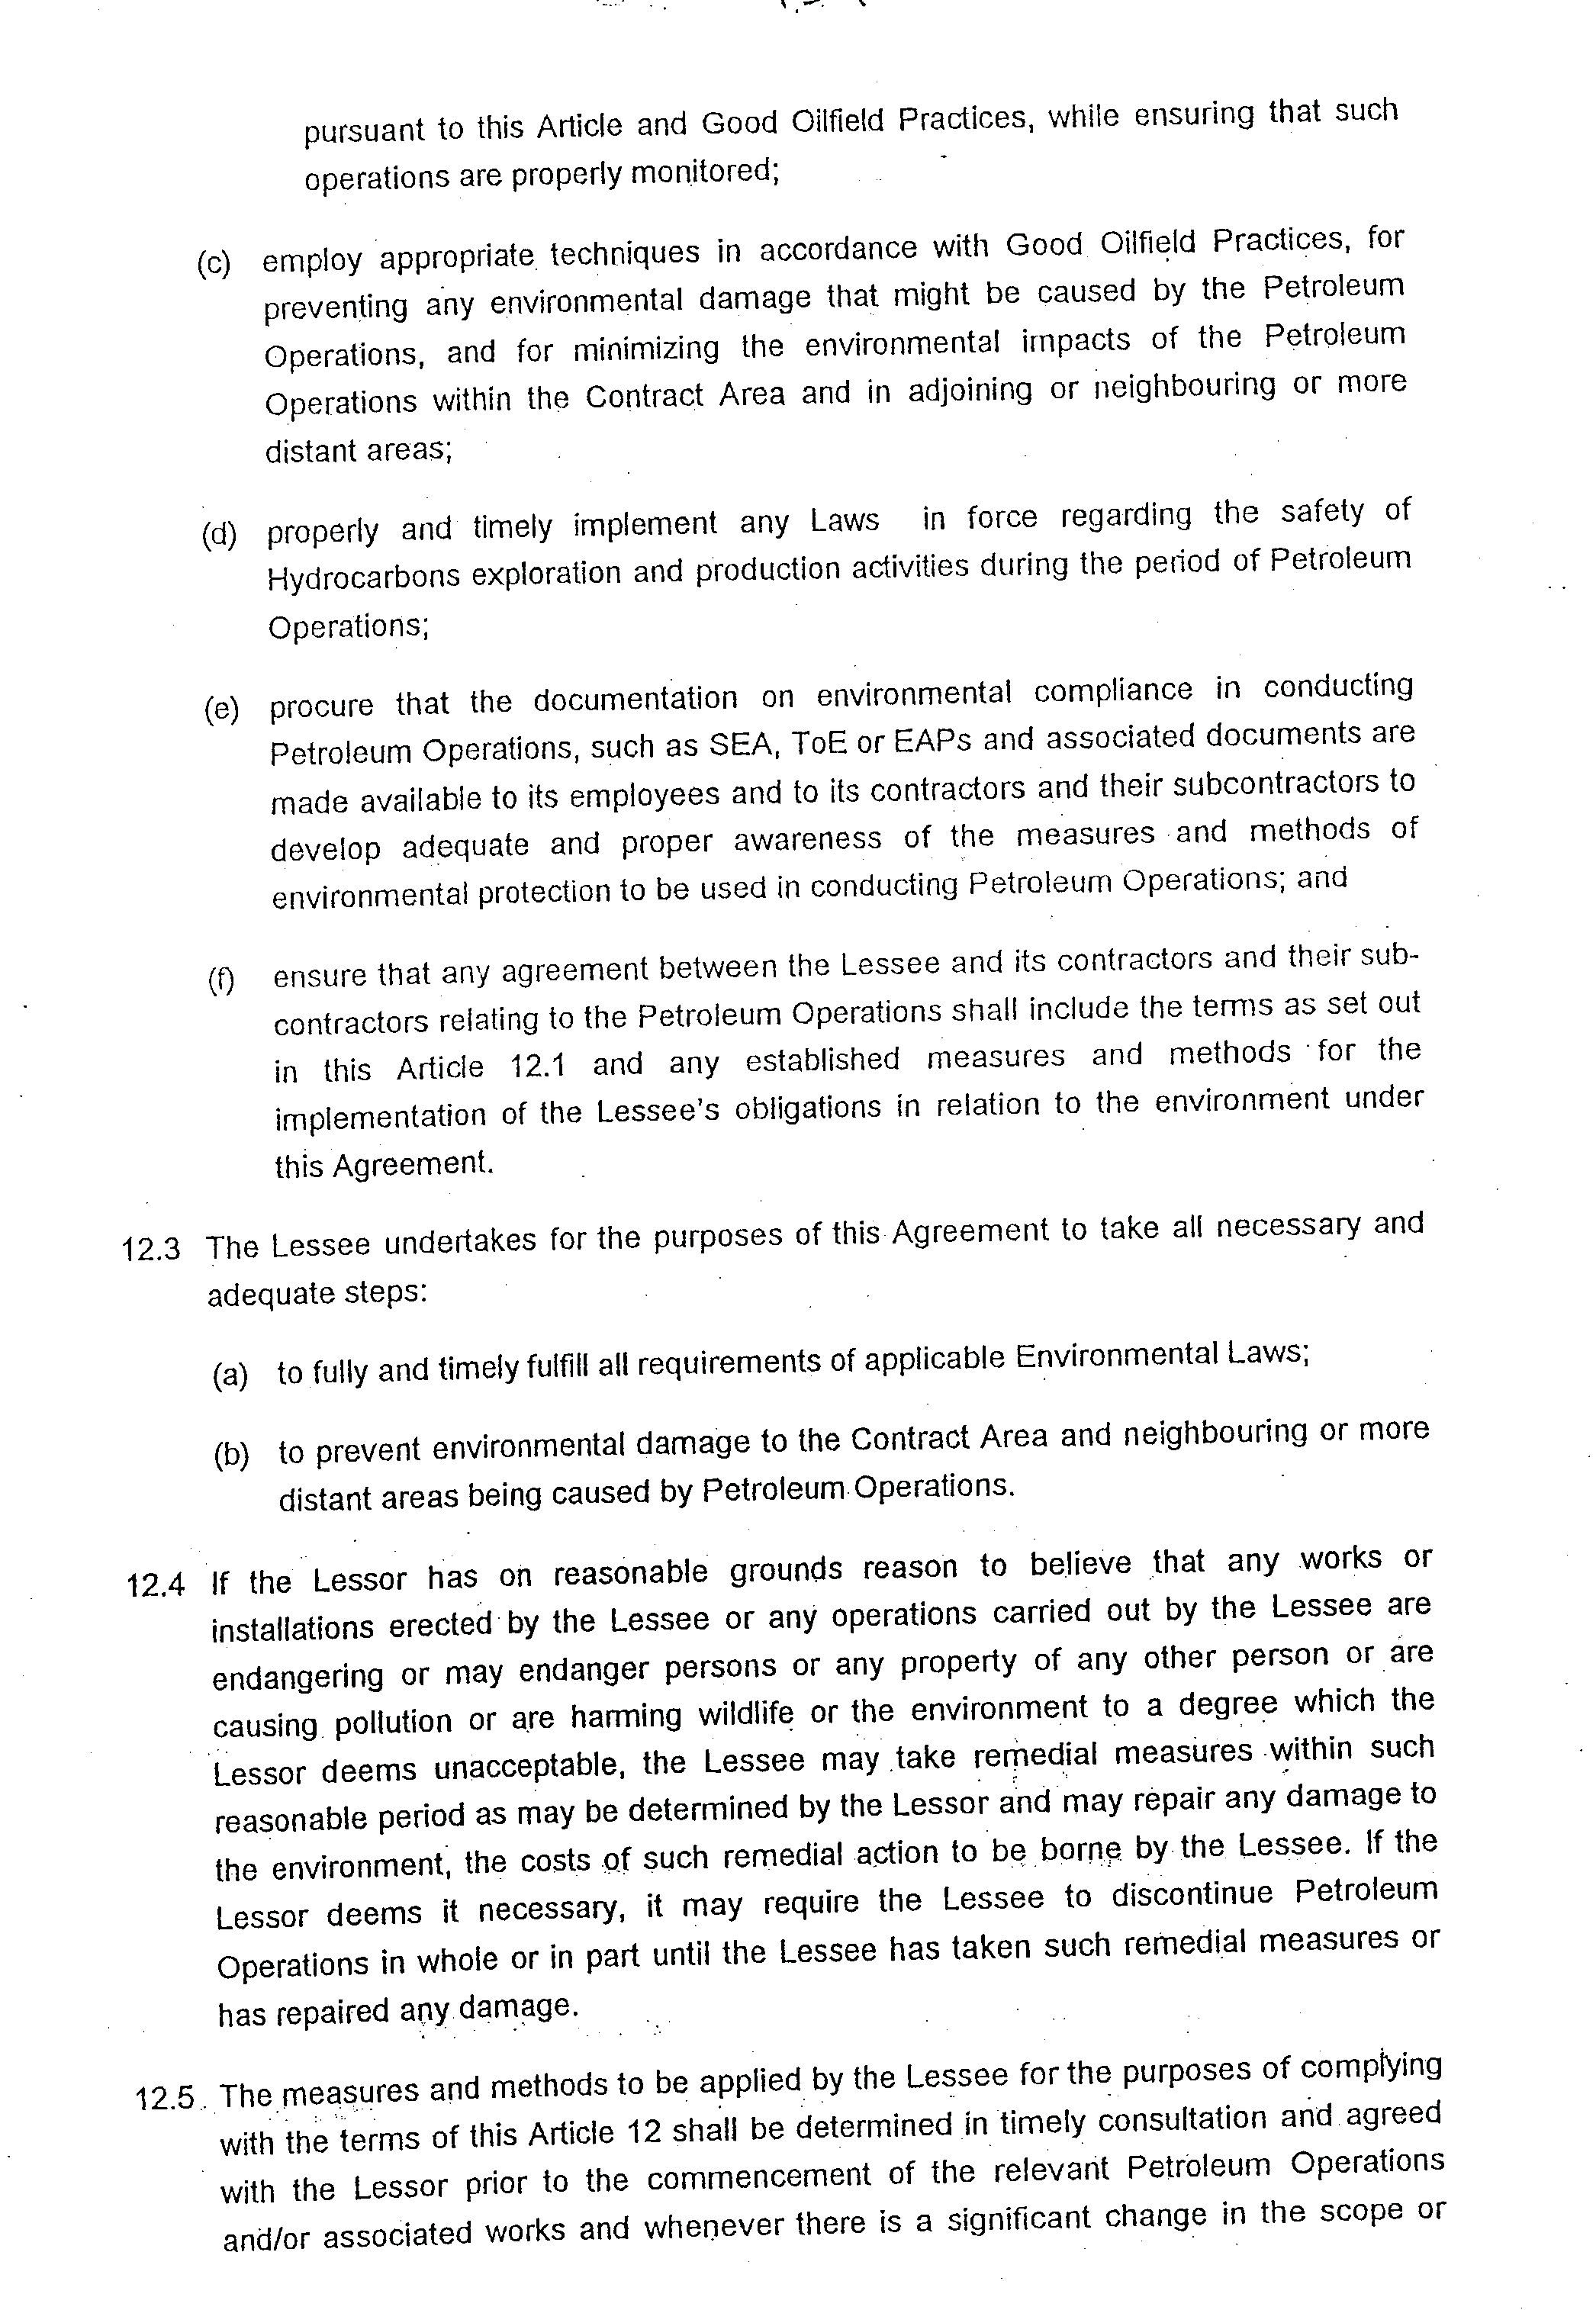 pursuant to this Article and Good Oilfield Practices, while ensuring that such
operations are properly monitored;
(c) employ appropriate techniques in accordance with Good Oilfield Practices, for
preventing any environmental damage that might be caused by the Petroleum
Operations, and for minimizing the environmental impacts of the Petroleum
Operations within the Contract Area and in adjoining or neighbouring or more
distant areas;
(d) properly and timely implement any Laws in force regarding the safety of
Hydrocarbons exploration and production activities during the period of Petroleum
Operations;
(e) procure that the documentation on environmental compliance in conducting
Petroleum Operations, such as SEA, ToE or EAPs and associated documents are
made available to its employees and to its contractors and their subcontractors to
develop adequate and proper awareness of the measures and methods of
environmental protection to be used in conducting Petroleum Operations; and
(f) ensure that any agreement between the Lessee and its contractors and their sub-
contractors relating to the Petroleum Operations shall include the terms as set out
in this Article 12.1 and any established measures and methods for the
implementation of the Lessee's obligations in relation to the environment under
this Agreement.
12.3 The Lessee undertakes for the purposes of this Agreement to take all necessary and
adequate steps:
(a) to fully and timely fulfill all requirements of applicable Environmental Laws;
(b) to prevent environmental damage to the Contract Area and neighbouring or more
distant areas being caused by Petroleum Operations.
12.4 If the Lessor has on reasonable grounds reason to believe that any works or
installations erected by the Lessee or any operations carried out by the Lessee are
endangering or may endanger persons or any property of any other person or are
causing pollution or are harming wildlife or the environment to a degree which the
Lessor deems unacceptable, the Lessee may take remedial measures within such
reasonable period as may be determined by the Lessor and may repair any damage to
the environment, the costs of such remedial action to be borne by the Lessee. If the
Lessor deems it necessary, it may require the Lessee to discontinue Petroleum
Operations in whole or in part until the Lessee has taken such remedial measures or
has repaired any damage.
12.5. The measures and methods to be applied by the Lessee for the purposes of complying
with the terms of this Article 12 shall be determined in timely consultation and agreed
with the Lessor prior to the commencement of the relevant Petroleum Operations
and/or associated works and whenever there is a significant change in the scope or